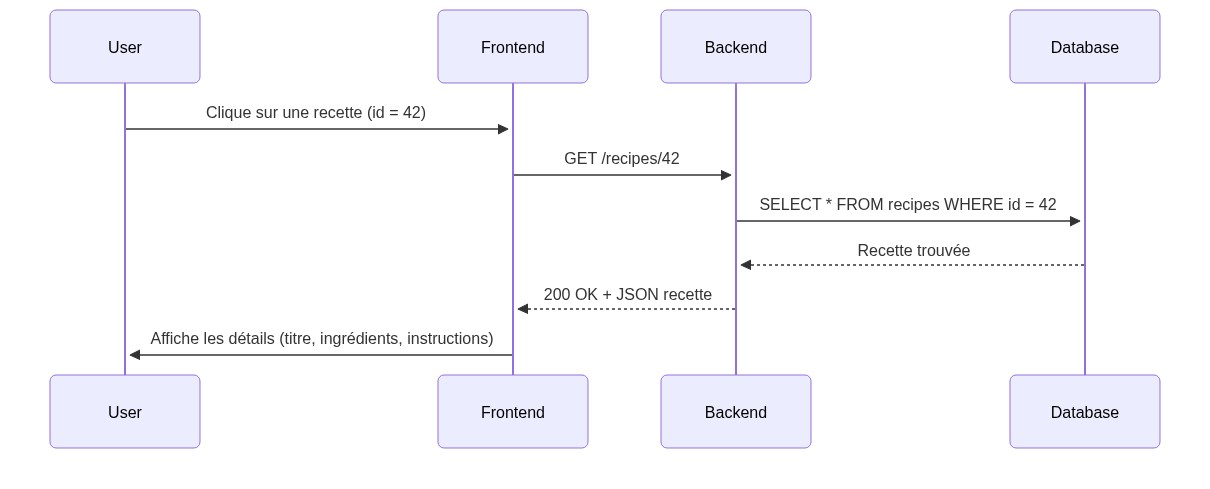 User
Frontend
Backend
Database
Clique sur une recette (id = 42)
GET /recipes/42
SELECT * FROM recipes WHERE id = 42
Recette trouvée
200 OK + JSON recette
Affiche les détails (titre, ingrédients, instructions)
User
Frontend
Backend
Database